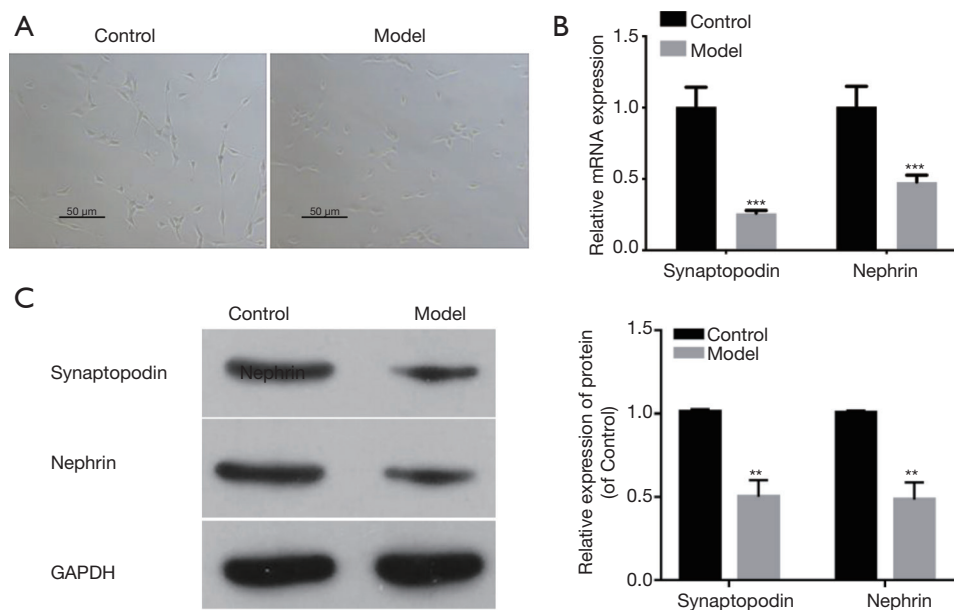 A
Control
Model
50 μm
50 μm
B
Control
Model
Relative mRNA expression
1.5
1.0
0.5
0.0
***
***
Synaptopodin
Nephrin
C
Control
Model
Synaptopodin
Nephrin
Nephrin
GAPDH
Control
Model
Relative expression of protein
(of Control)
1.5
1.0
0.5
0.0
**
**
Synaptopodin
Nephrin